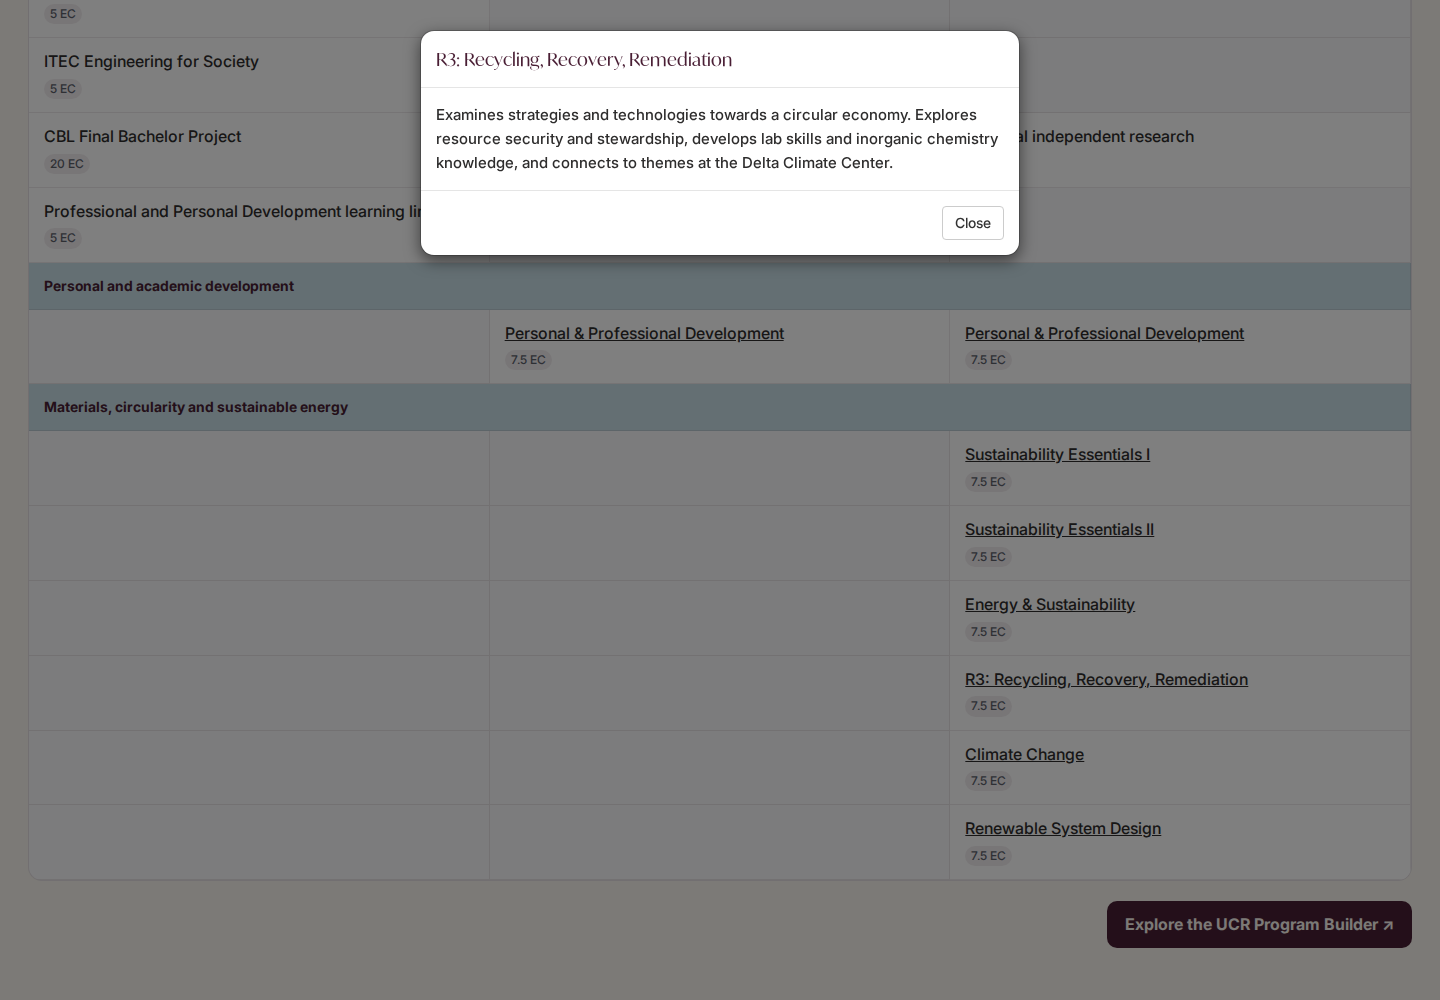 5 EC
R3: Recycling, Recovery, Remediation
ITEC Engineering for Society
5 EC
Examines strategies and technologies towards a circular economy. Explores
resource security and stewardship, develops lab skills and inorganic chemistry
knowledge, and connects to themes at the Delta Climate Center.
CBL Final Bachelor Project
20 EC
independent research
Professional and Personal Development learning
5 EC
Close
Personal and academic development
Personal & Professional Development
7.5 EC
Personal & Professional Development
7.5 EC
Materials, circularity and sustainable energy
Sustainability Essentials I
7.5 EC
Sustainability Essentials II
7.5 EC
Energy & Sustainability
7.5 EC
R3: Recycling, Recovery, Remediation
7.5 EC
Climate Change
7.5 EC
Renewable System Design
7.5 EC
Explore the UCR Program Builder ↗